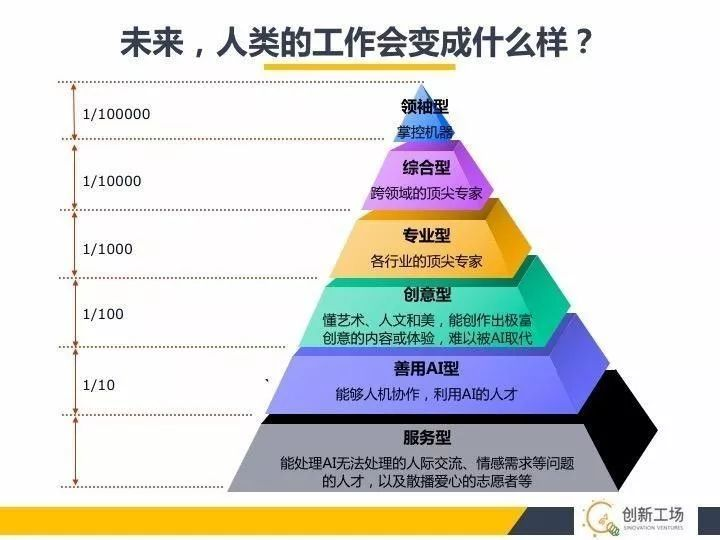 未来，人类的工作会变成什么样？
1/100000
领袖型
掌控机器
1/10000
综合型
跨领域的顶尖专家
1/1000
专业型
各行业的顶尖专家
1/100
创意型
懂艺术、人文和美，能创作出极富
创意的内容或体验，难以被AI取代
1/10
善用AI型
能够人机协作，利用AI的人才
服务型
能处理AI无法处理的人际交流、情感需求等问题
的人才，以及散播爱心的志愿者等
创新工场
SINOVATION VENTURES